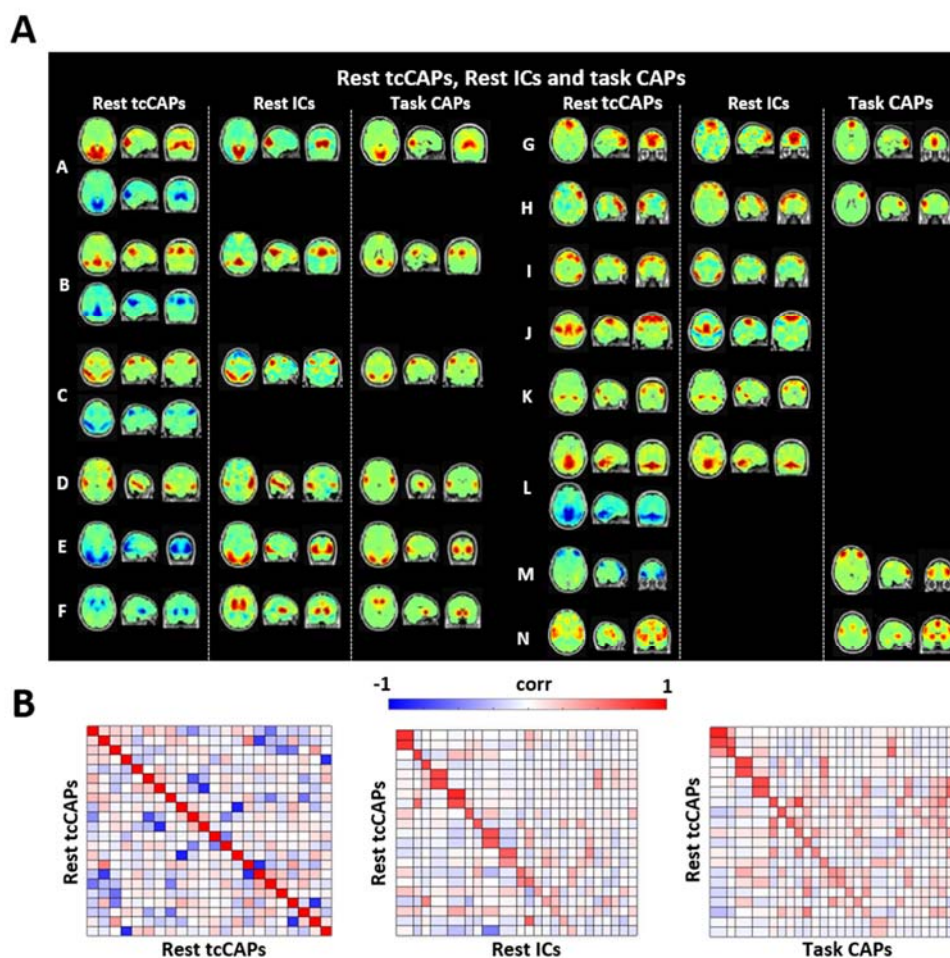 A
Rest tcCAPs, Rest ICs and task CAPs
Rest tcCAPs Rest ICs Task CAPs Rest tcCAPs Rest ICs Task CAPs
A
B
C
D
E
F
G
H
I
J
K
L
M
N
B
-1 corr 1
Rest tcCAPs
Rest tcCAPs
Rest tcCAPs
Rest ICs
Rest tcCAPs
Task CAPs